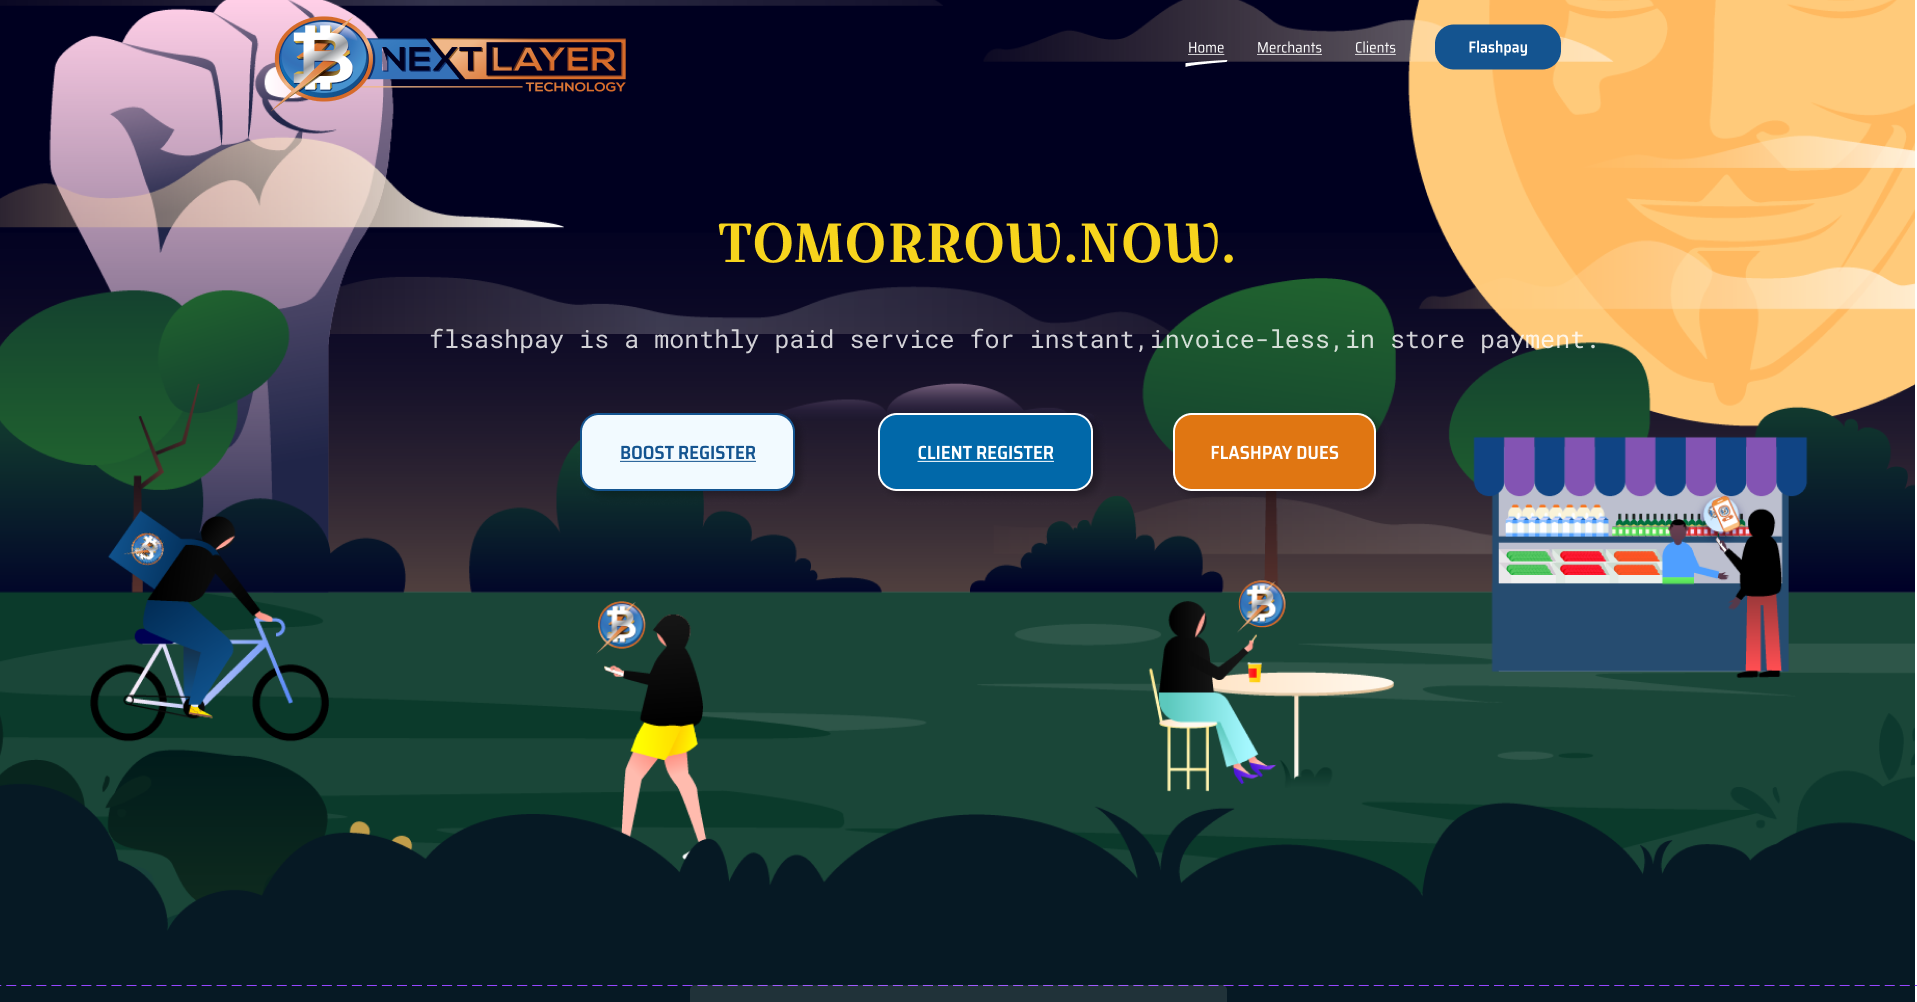 NEXT LAYER
TECHNOLOGY
Home Merchants Clients Flashpay
TOMORROW.NOW.
flsashpay is a monthly paid service for instant,invoice-less,in store payment.
BOOST REGISTER CLIENT REGISTER FLASHPAY DUES